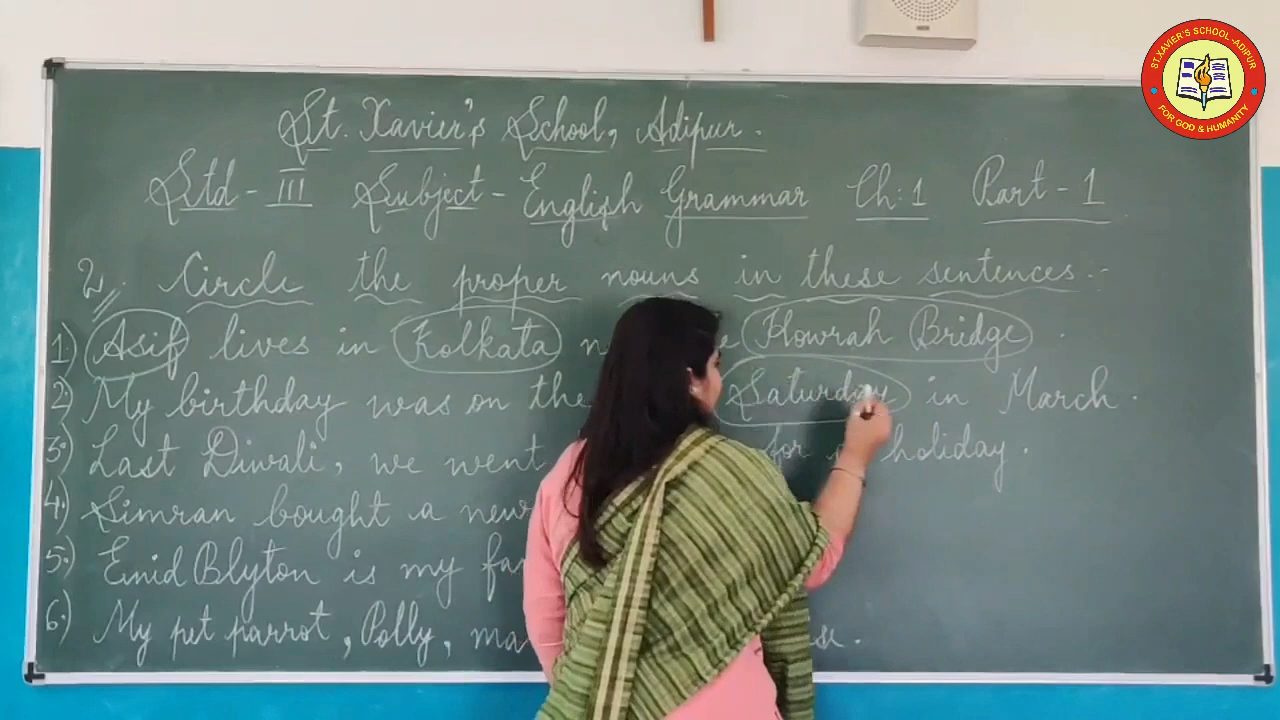 St. Xavier's School, Adipur.
Std - III Subject - English Grammar Ch: 1 Part - 1
2. Circle the proper nouns in these sentences :-
1) Asif lives in Kolkata Howrah Bridge.
2) My birthday was on the Saturday in March.
3) Last Diwali, we went for a holiday.
4) Simran bought a new
5) Enid Blyton is my
6) My pet parrot, Polly,
ST.XAVIER'S SCHOOL-ADIPUR
FOR GOD & HUMANITY